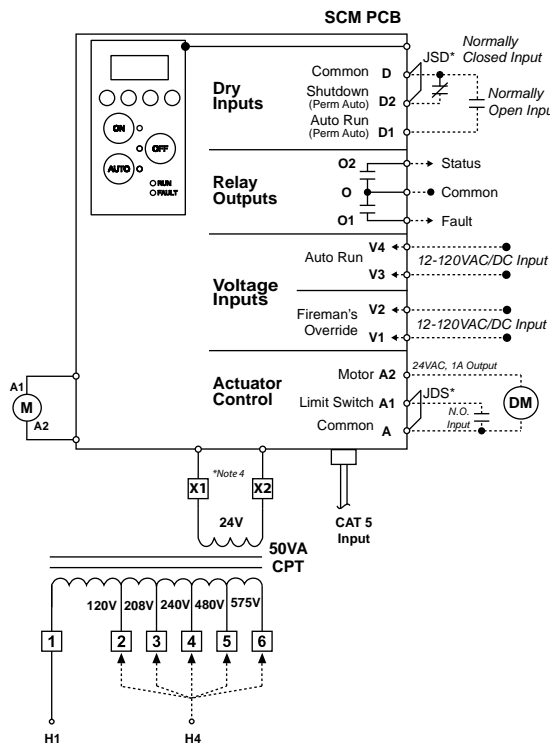 SCM PCB
ON
OFF
AUTO
RUN
FAULT
Dry
Inputs
Common D
Shutdown D2
(Perm Auto)
Auto Run
(Perm Auto) D1
JSD*
Normally
Closed Input
Normally
Open Inpu
Relay
Outputs
O2
O
O1
Status
Common
Fault
Voltage
Inputs
Auto Run
V4
V3
12-120VAC/DC Input
Fireman's
Override
V2
V1
12-120VAC/DC Input
Actuator
Control
Motor A2
Limit Switch A1
Common A
24VAC, 1A Output
JDS*
N.O.
Input
DM
A1
M
A2
X1
*Note 4
X2
24V
CAT 5
Input
50VA
CPT
120V 208V 240V 480V 575V
1 2 3 4 5 6
H1 H4